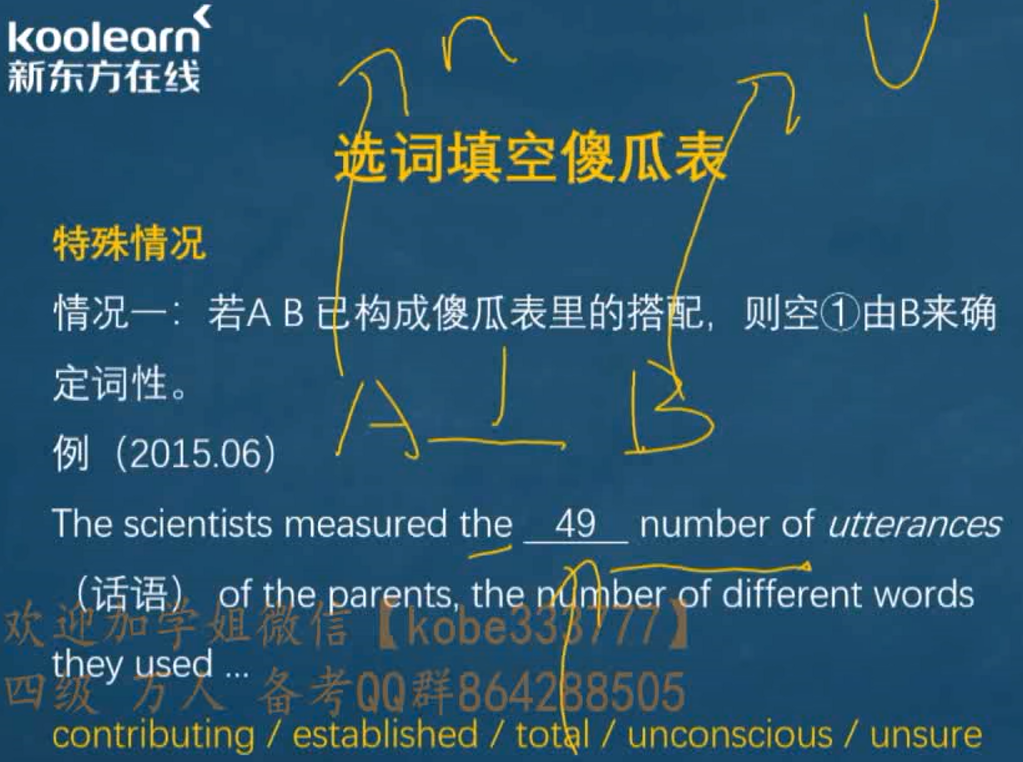 koolearn
新东方在线
n
选词填空傻瓜表
特殊情况
情况一：若A B 已构成傻瓜表里的搭配，则空①由B来确
定词性。
A 1 B
例（2015.06）
The scientists measured the 49 number of utterances
（话语） of the parents, the number of different words
欢迎加学姐微信【kobe333777】
they used ...
四级 万人 备考QQ群864288505
contributing / established / total / unconscious / unsure